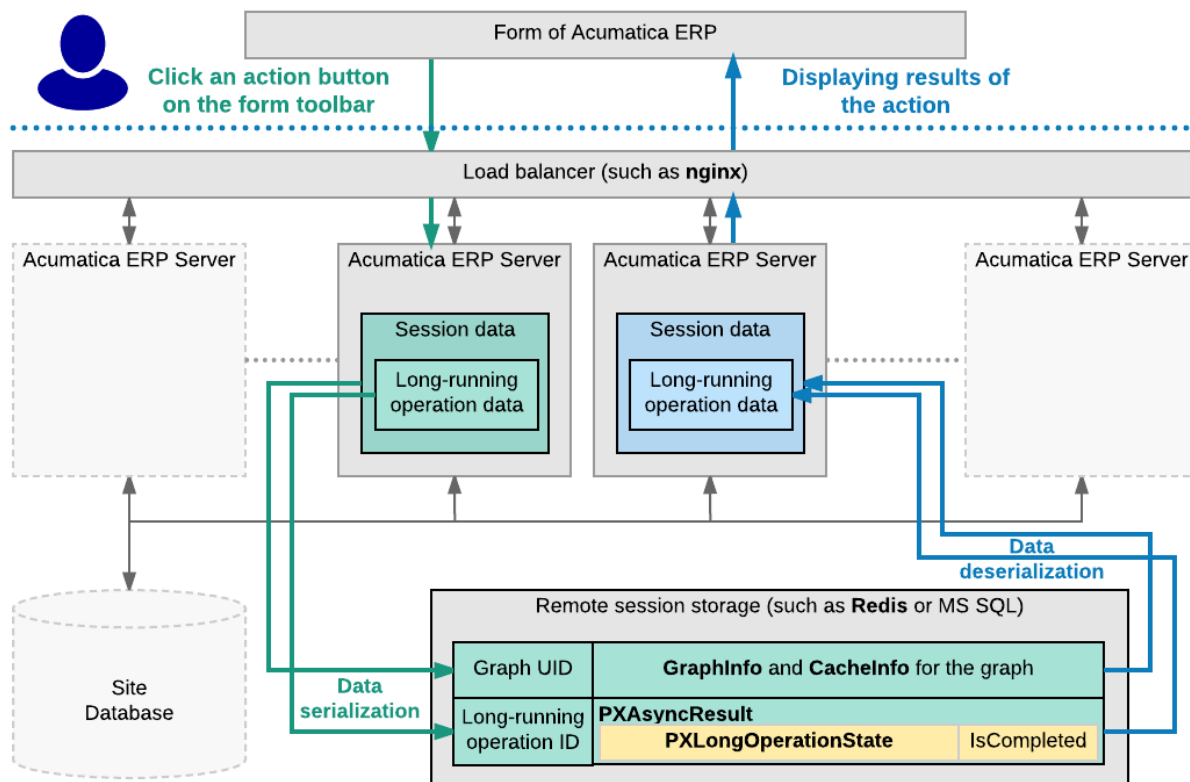 Form of Acumatica ERP
Click an action button
on the form toolbar
Displaying results of
the action
Load balancer (such as nginx)
Acumatica ERP Server
Acumatica ERP Server
Acumatica ERP Server
Acumatica ERP Server
Session data
Long-running
operation data
Session data
Long-running
operation data
Data
deserialization
Remote session storage (such as Redis or MS SQL)
Graph UID
GraphInfo and CacheInfo for the graph
Data
serialization
Long-running
operation ID
PXAsyncResult
PXLongOperationState
IsCompleted
Site
Database